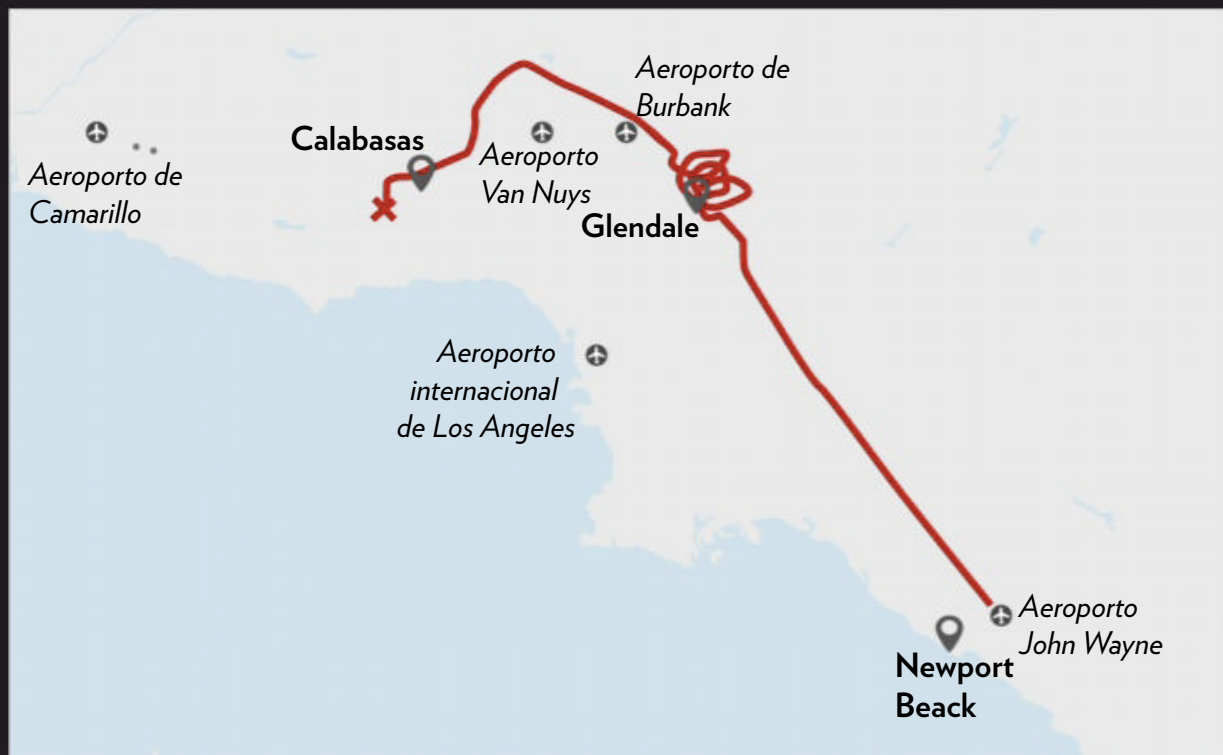 Aeroporto de
Burbank
Calabasas
Aeroporto
Van Nuys
Aeroporto de
Camarillo
Glendale
Aeroporto
internacional
de Los Angeles
Aeroporto
John Wayne
Newport
Beack